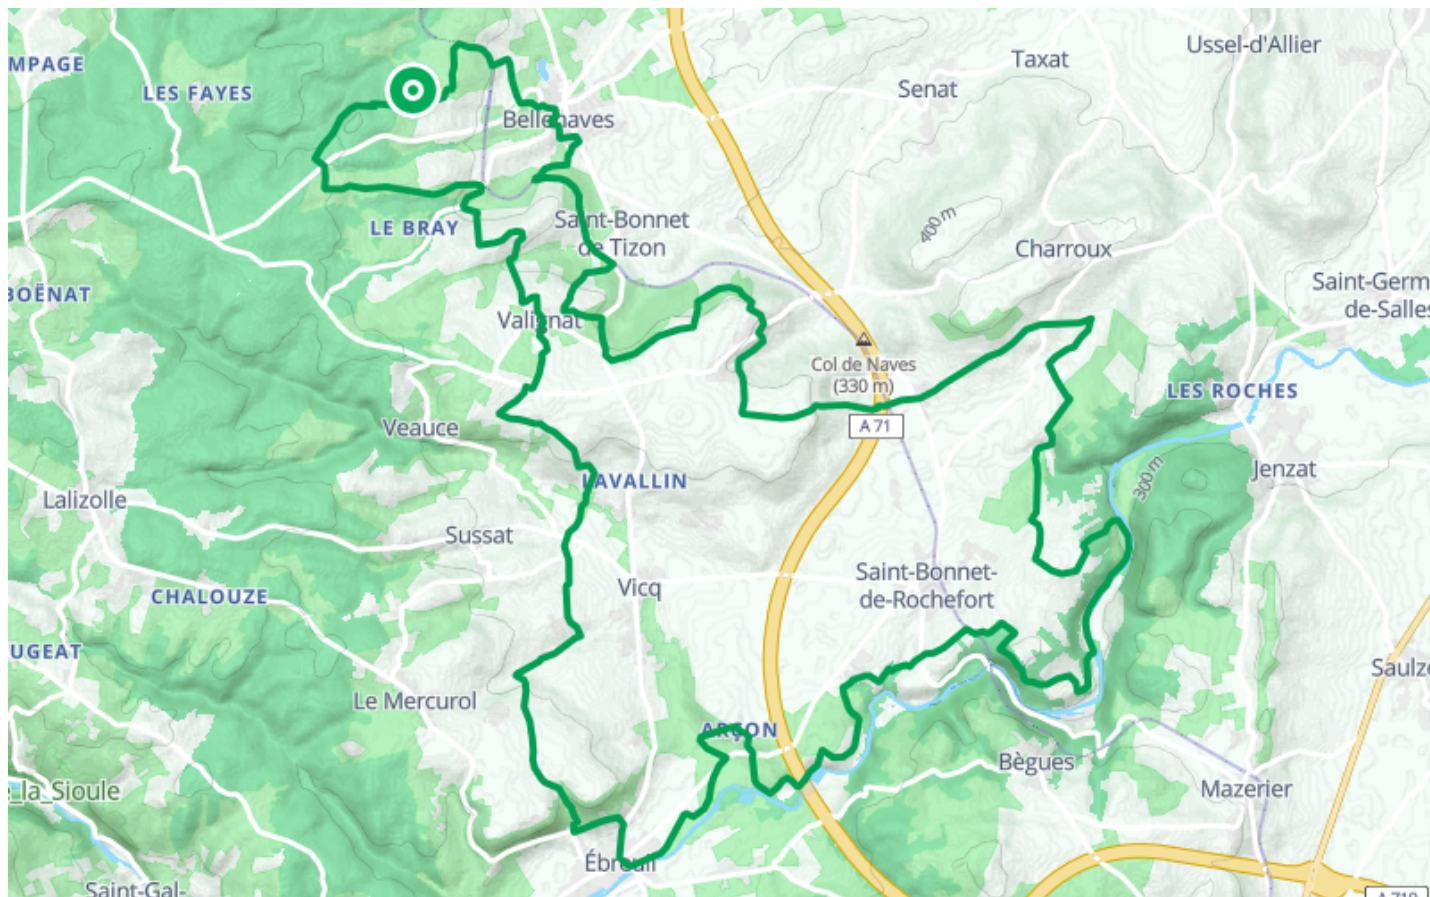 Ussel-d'Allier
Taxat
MPAGE
LES FAYES
Senat
Bellenaves
Saint-Bonnet
de Tizon
LE BRAY
400 m
Charroux
BOËNAT
Saint-Germ
de-Salles
Valignat
Col de Naves
(330 m)
LES ROCHES
A 71
Veauce
Jenzat
300 m
LAVALLIN
Lalizolle
Sussat
Saint-Bonnet-
de-Rochefort
Vicq
CHALOUZE
UGEAT
Saulz
Le Mercurol
ARÇON
Bègues
Mazerier
e_la_Sioule
Ébreuil
Saint-Gal-
A 719